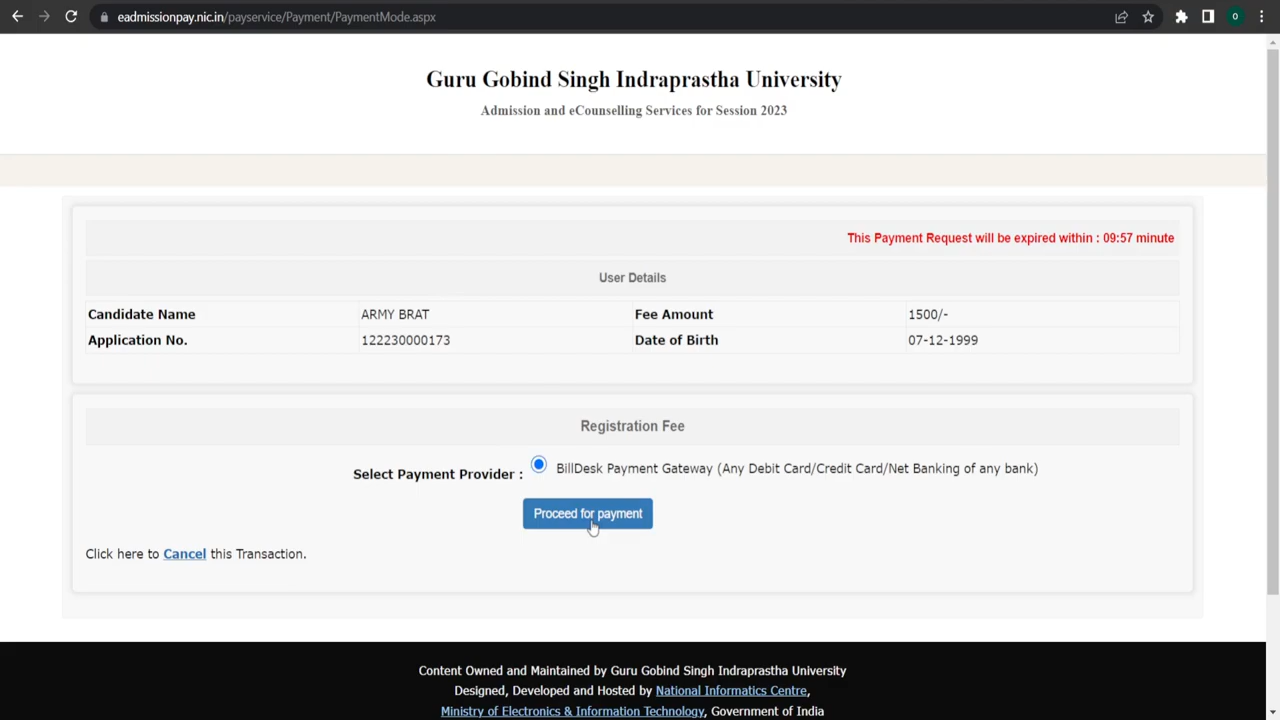 eadmissionpay.nic.in/payservice/Payment/PaymentMode.aspx
O
Guru Gobind Singh Indraprastha University
Admission and eCounselling Services for Session 2023
This Payment Request will be expired within : 09:57 minute
User Details
Candidate Name ARMY BRAT Fee Amount 1500/-
Application No. 122230000173 Date of Birth 07-12-1999
Registration Fee
Select Payment Provider : BillDesk Payment Gateway (Any Debit Card/Credit Card/Net Banking of any bank)
Proceed for payment
Click here to Cancel this Transaction.
Content Owned and Maintained by Guru Gobind Singh Indraprastha University
Designed, Developed and Hosted by National Informatics Centre,
Ministry of Electronics & Information Technology, Government of India